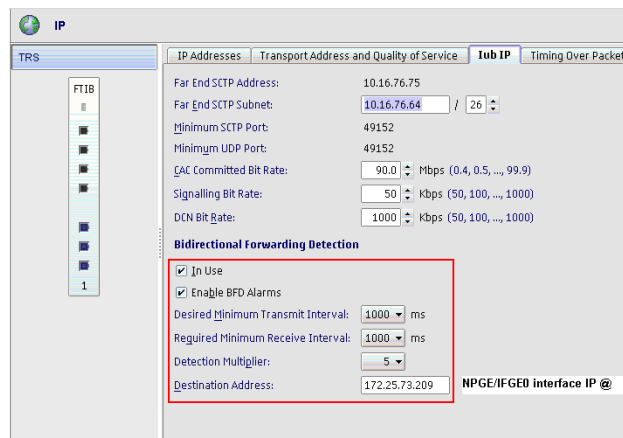 IP
TRS
IP Addresses Transport Address and Quality of Service Iub IP Timing Over Packet
FTIB
1
Far End SCTP Address: 10.16.76.75
Far End SCTP Subnet: 10.16.76.64 / 26
Minimum SCTP Port: 49152
Minimum UDP Port: 49152
CAC Committed Bit Rate: 90.0 Mbps (0.4, 0.5, ..., 99.9)
Signalling Bit Rate: 50 Kbps (50, 100, ..., 1000)
DCN Bit Rate: 1000 Kbps (50, 100, ..., 1000)
Bidirectional Forwarding Detection
In Use
Enable BFD Alarms
Desired Minimum Transmit Interval: 1000 ms
Required Minimum Receive Interval: 1000 ms
Detection Multiplier: 5
Destination Address: 172.25.73.209 NPGE/IFGE0 interface IP @